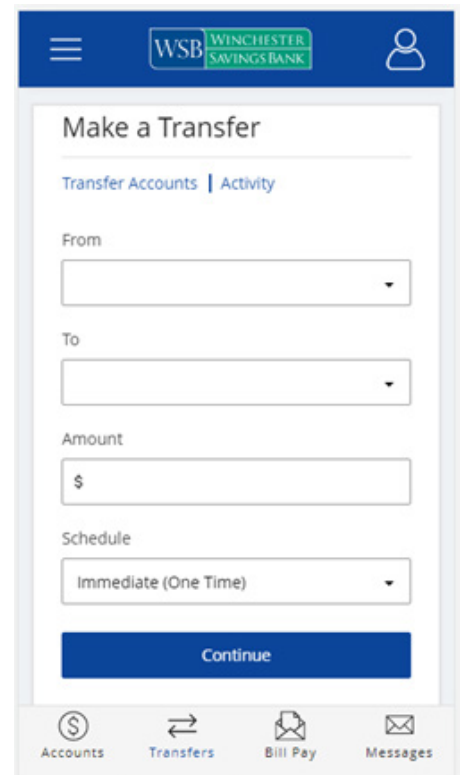 WSB WINCHESTER
SAVINGS BANK
Make a Transfer
Transfer Accounts | Activity
From
To
Amount
$
Schedule
Immediate (One Time)
Continue
Accounts Transfers Bill Pay Messages